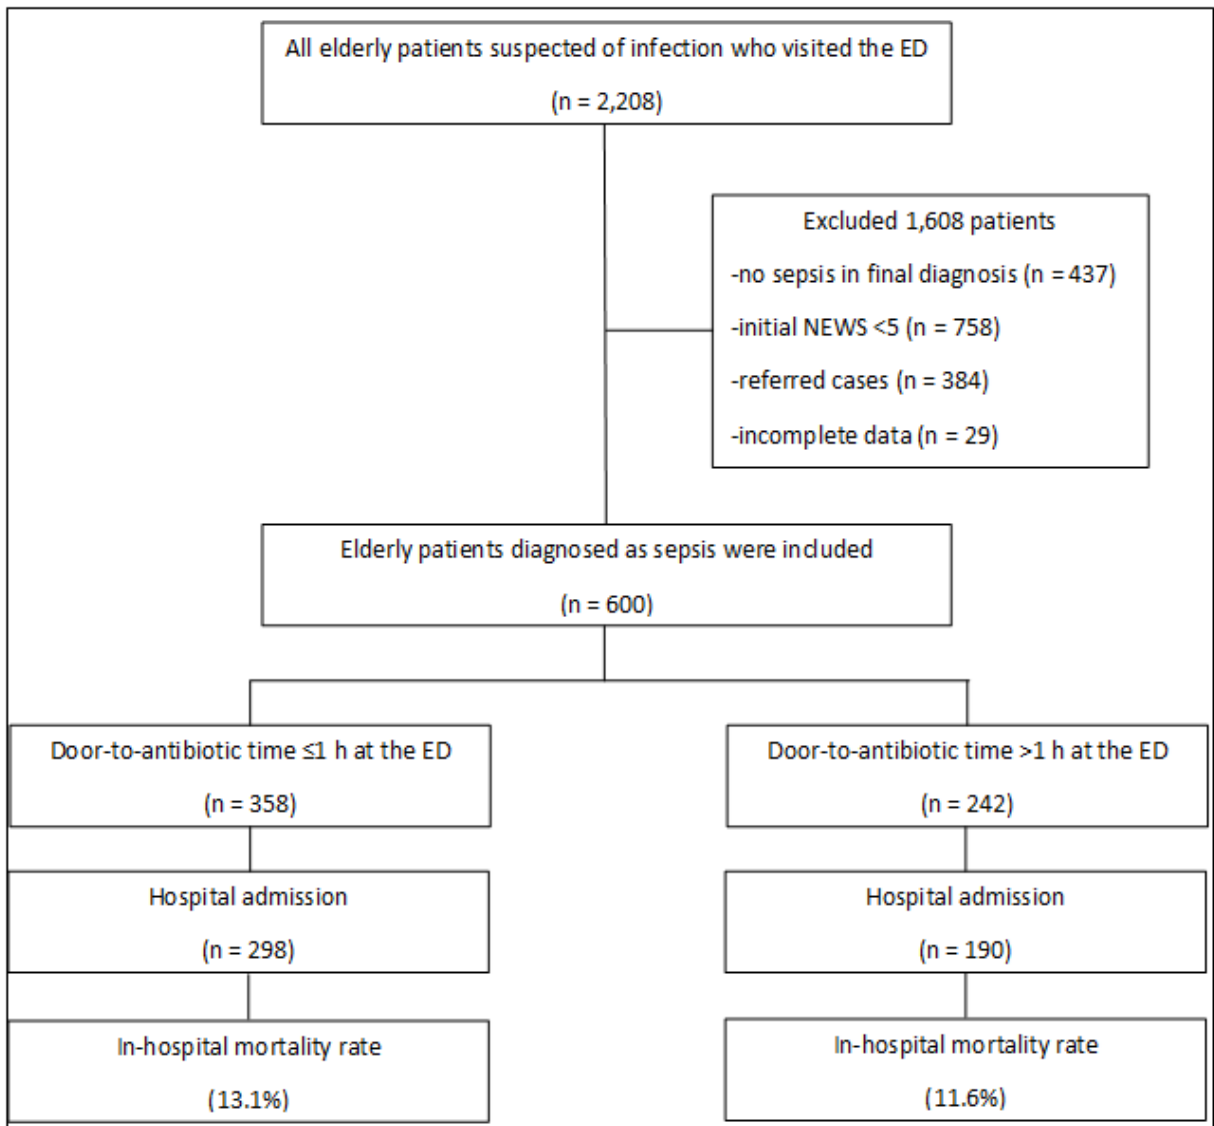 All elderly patients suspected of infection who visited the ED
(n = 2,208)
Excluded 1,608 patients
-no sepsis in final diagnosis (n = 437)
-initial NEWS <5 (n = 758)
-referred cases (n = 384)
-incomplete data (n = 29)
Elderly patients diagnosed as sepsis were included
(n = 600)
Door-to-antibiotic time ≤1 h at the ED
(n = 358)
Door-to-antibiotic time >1 h at the ED
(n = 242)
Hospital admission
(n = 298)
Hospital admission
(n = 190)
In-hospital mortality rate
(13.1%)
In-hospital mortality rate
(11.6%)